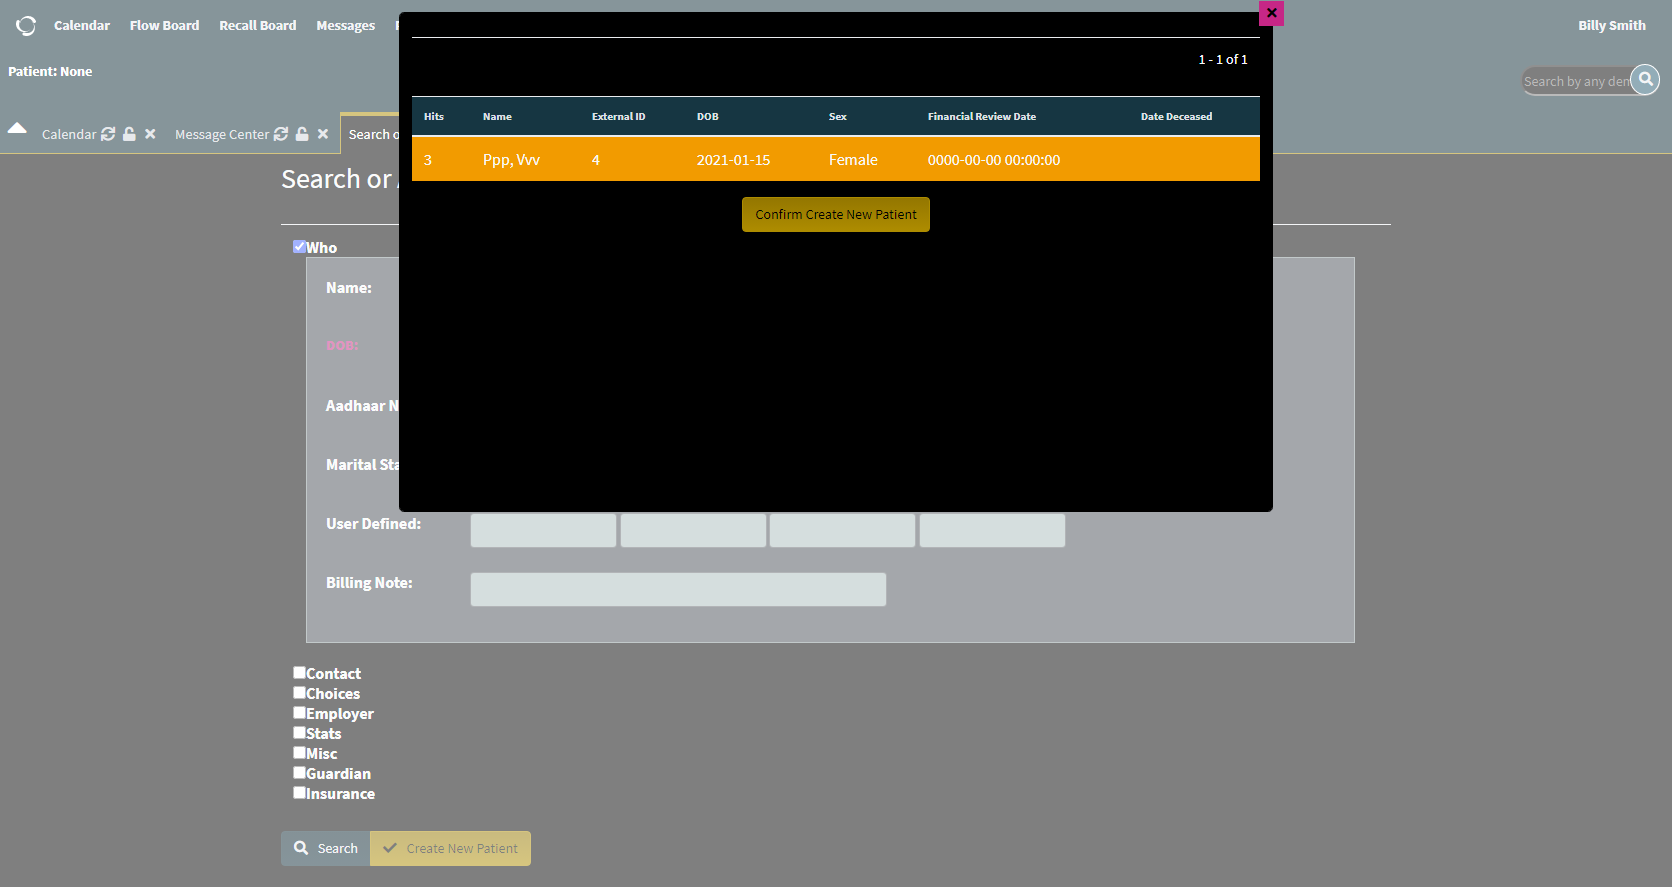 Calendar Flow Board Recall Board Messages
Billy Smith
Patient: None
Search by any den
Calendar
Message Center
Search o
1 - 1 of 1
Hits Name External ID DOB Sex Financial Review Date Date Deceased
3 Ppp, Vvv 4 2021-01-15 Female 0000-00-00 00:00:00
Confirm Create New Patient
Search or
Who
Name:
DOB:
Aadhaar N
Marital Sta
User Defined:
Billing Note:
Contact
Choices
Employer
Stats
Misc
Guardian
Insurance
Search
Create New Patient